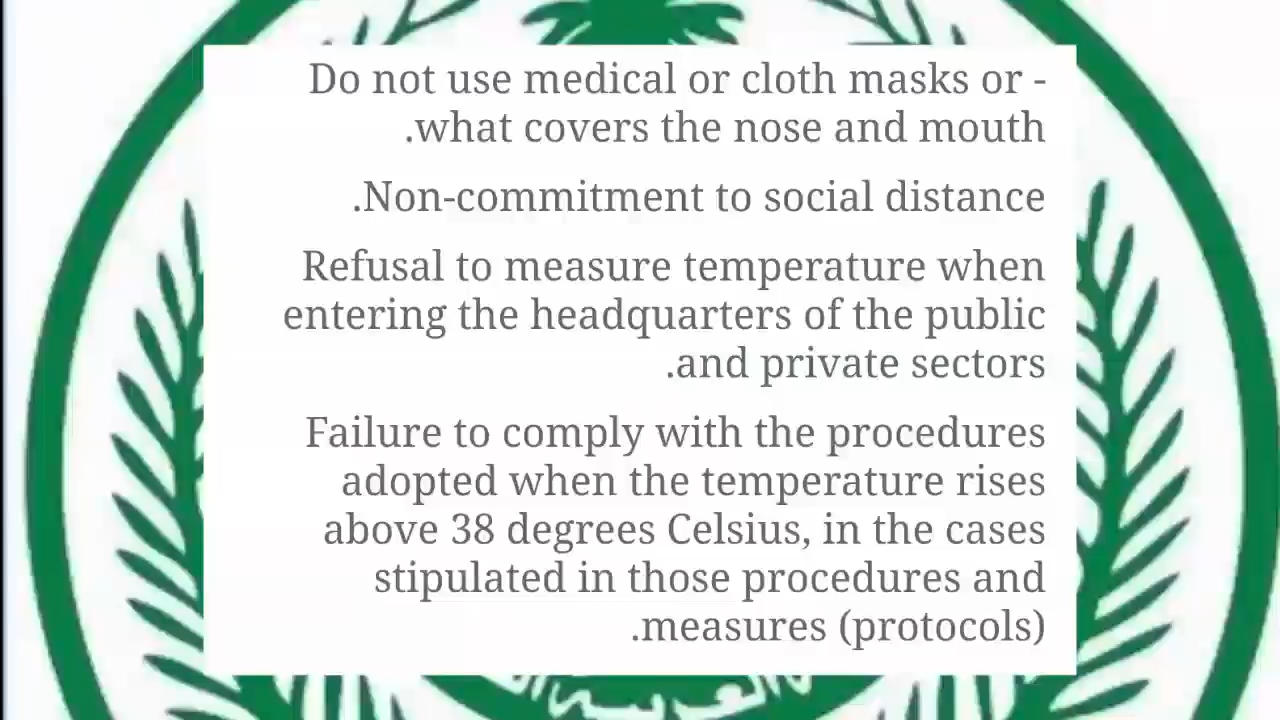 Do not use medical or cloth masks or -
.what covers the nose and mouth
.Non-commitment to social distance
Refusal to measure temperature when
entering the headquarters of the public
.and private sectors
Failure to comply with the procedures
adopted when the temperature rises
above 38 degrees Celsius, in the cases
stipulated in those procedures and
.measures (protocols)
العربية